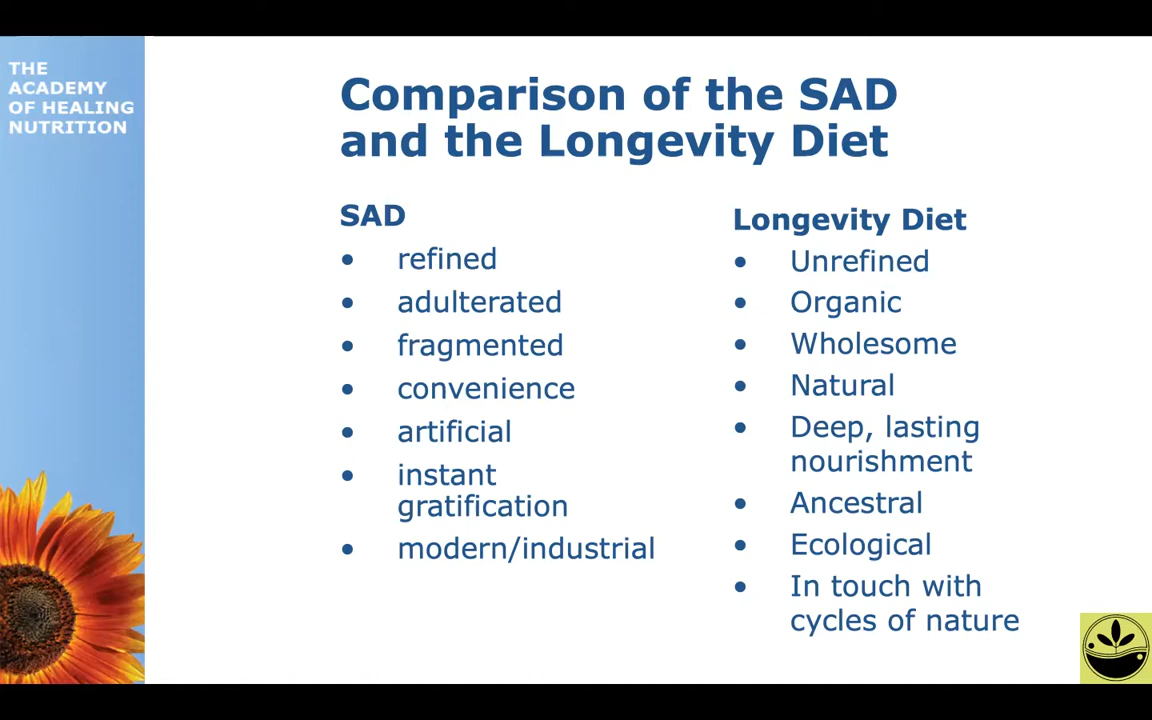 THE
ACADEMY
OF HEALING
NUTRITION
Comparison of the SAD
and the Longevity Diet
SAD
• refined
• adulterated
• fragmented
• convenience
• artificial
• instant
gratification
• modern/industrial
Longevity Diet
• Unrefined
• Organic
• Wholesome
• Natural
• Deep, lasting
nourishment
• Ancestral
• Ecological
• In touch with
cycles of nature